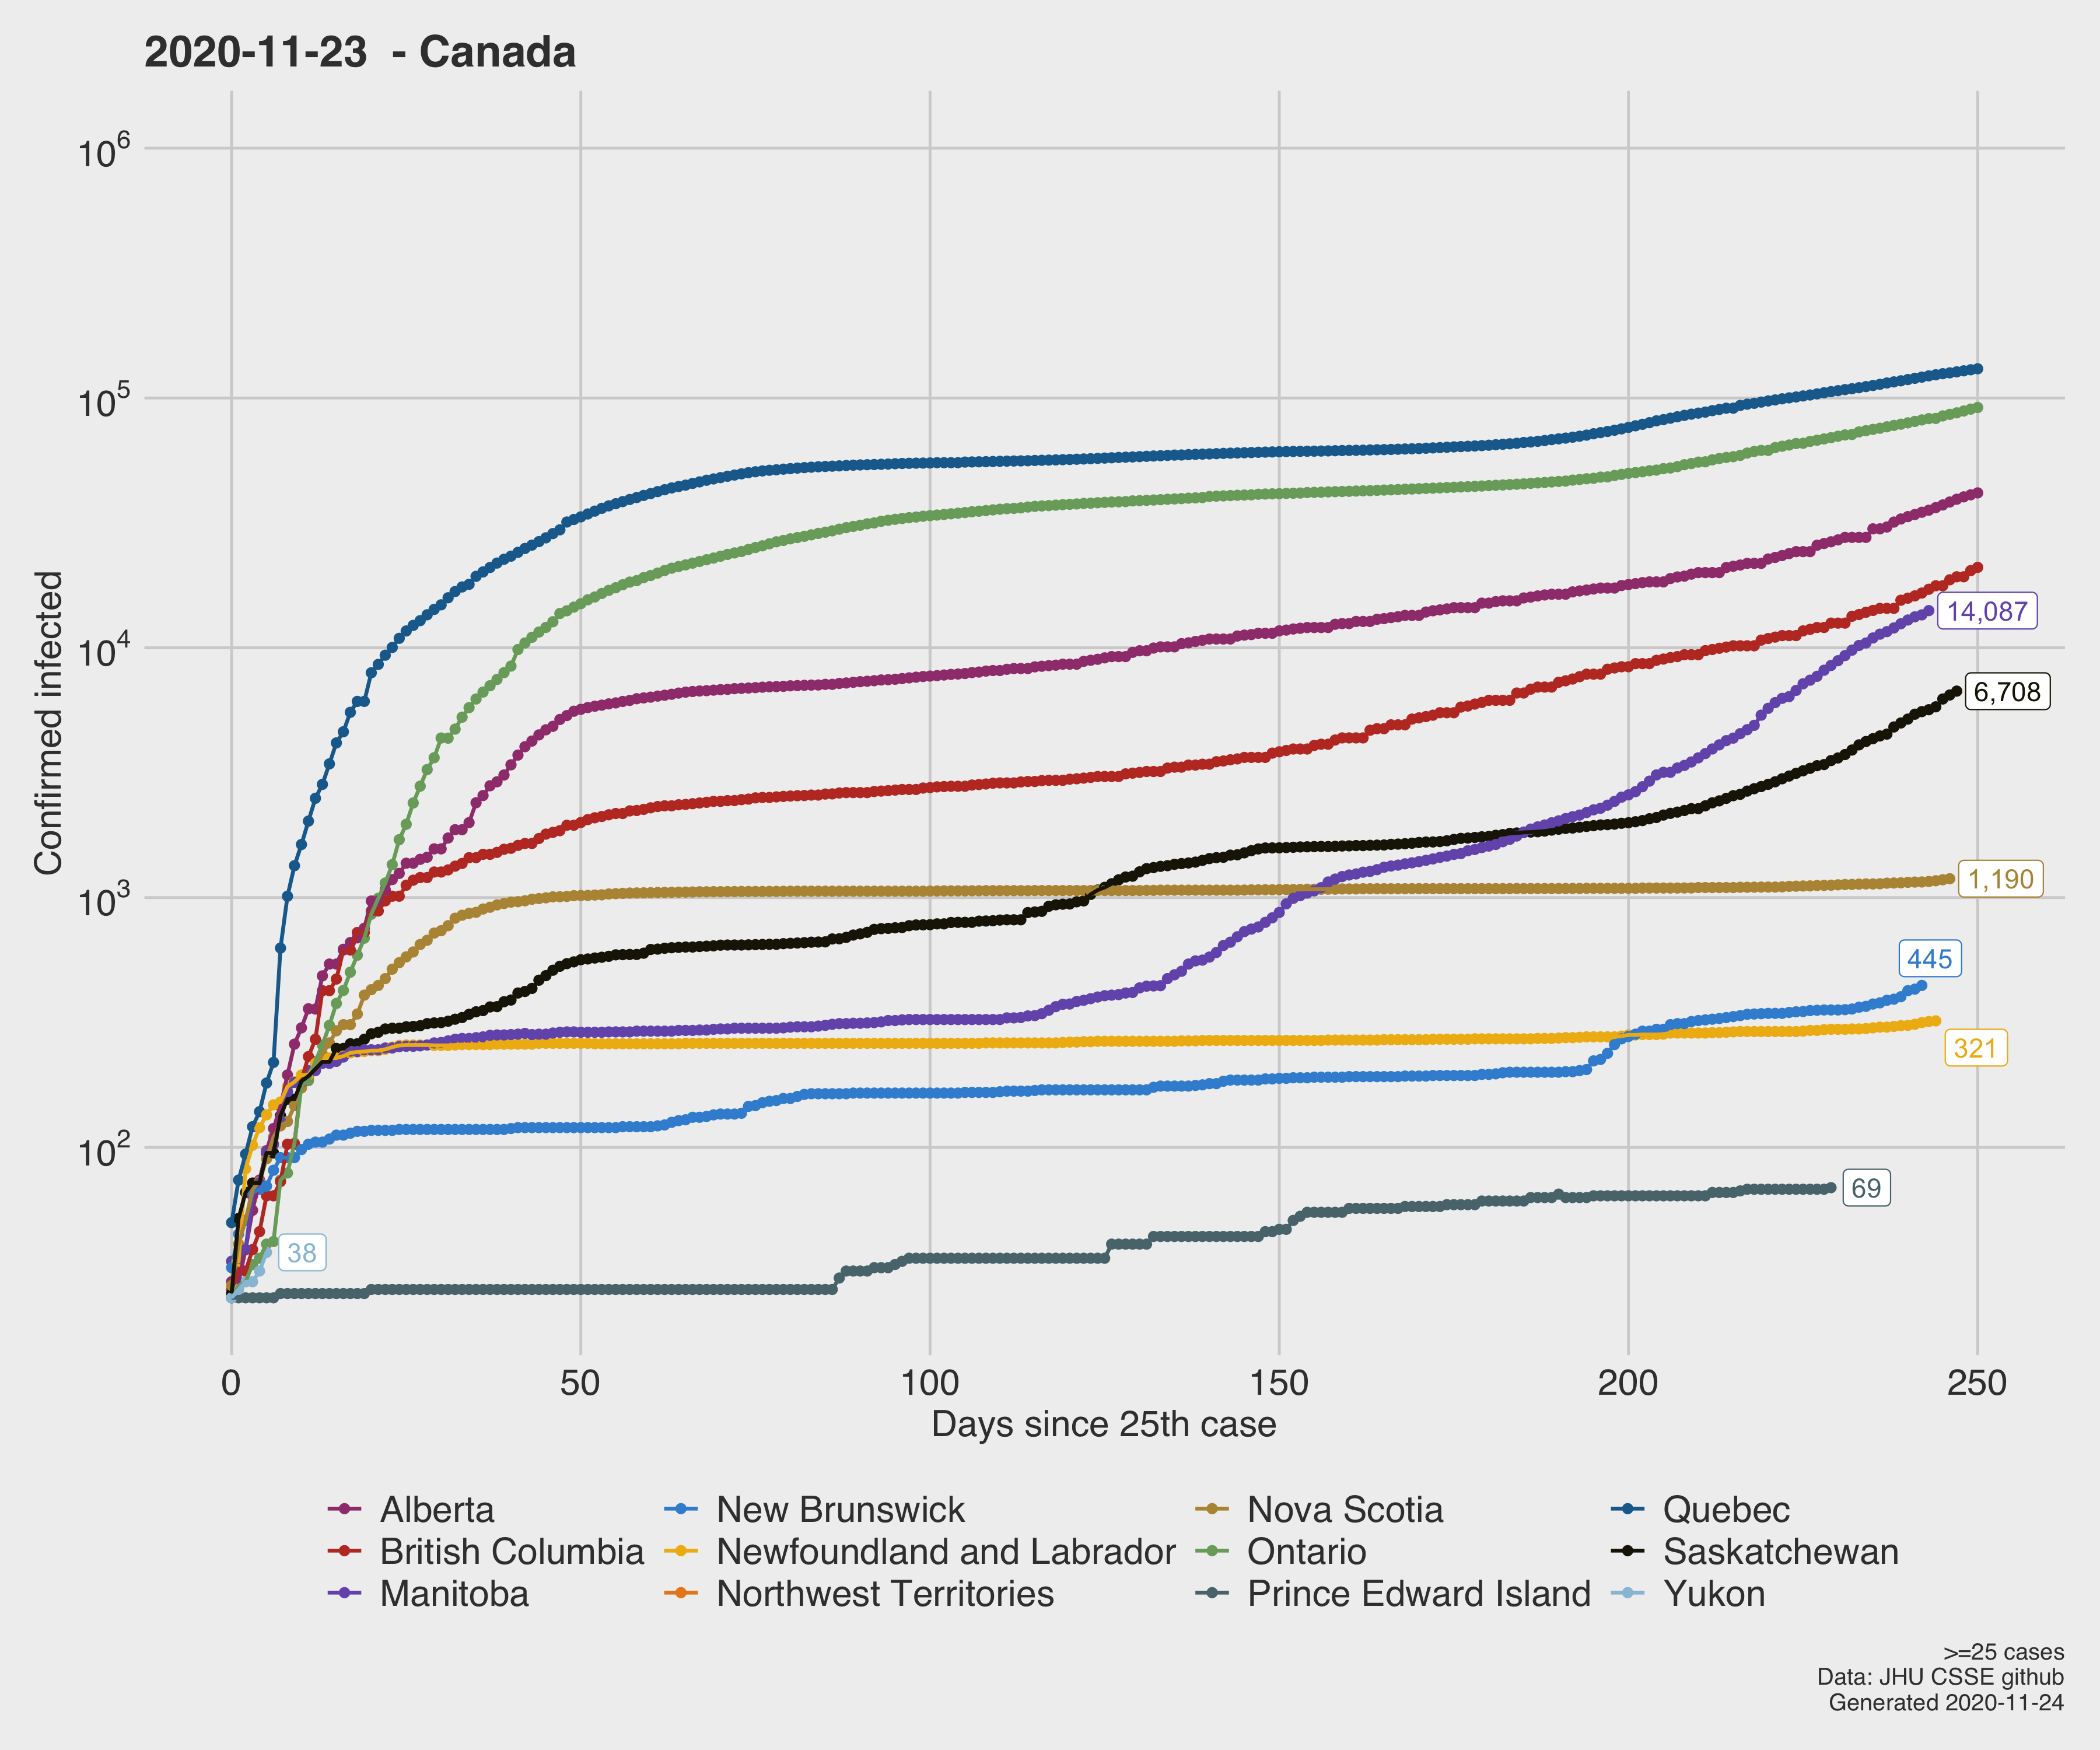 2020-11-23 - Canada
10^6
10^5
10^4
10^3
10^2
Confirmed infected
14,087
6,708
1,190
445
321
69
38
0 50 100 150 200 250
Days since 25th case
Alberta New Brunswick Nova Scotia Quebec
British Columbia Newfoundland and Labrador Ontario Saskatchewan
Manitoba Northwest Territories Prince Edward Island Yukon
>=25 cases
Data: JHU CSSE github
Generated 2020-11-24